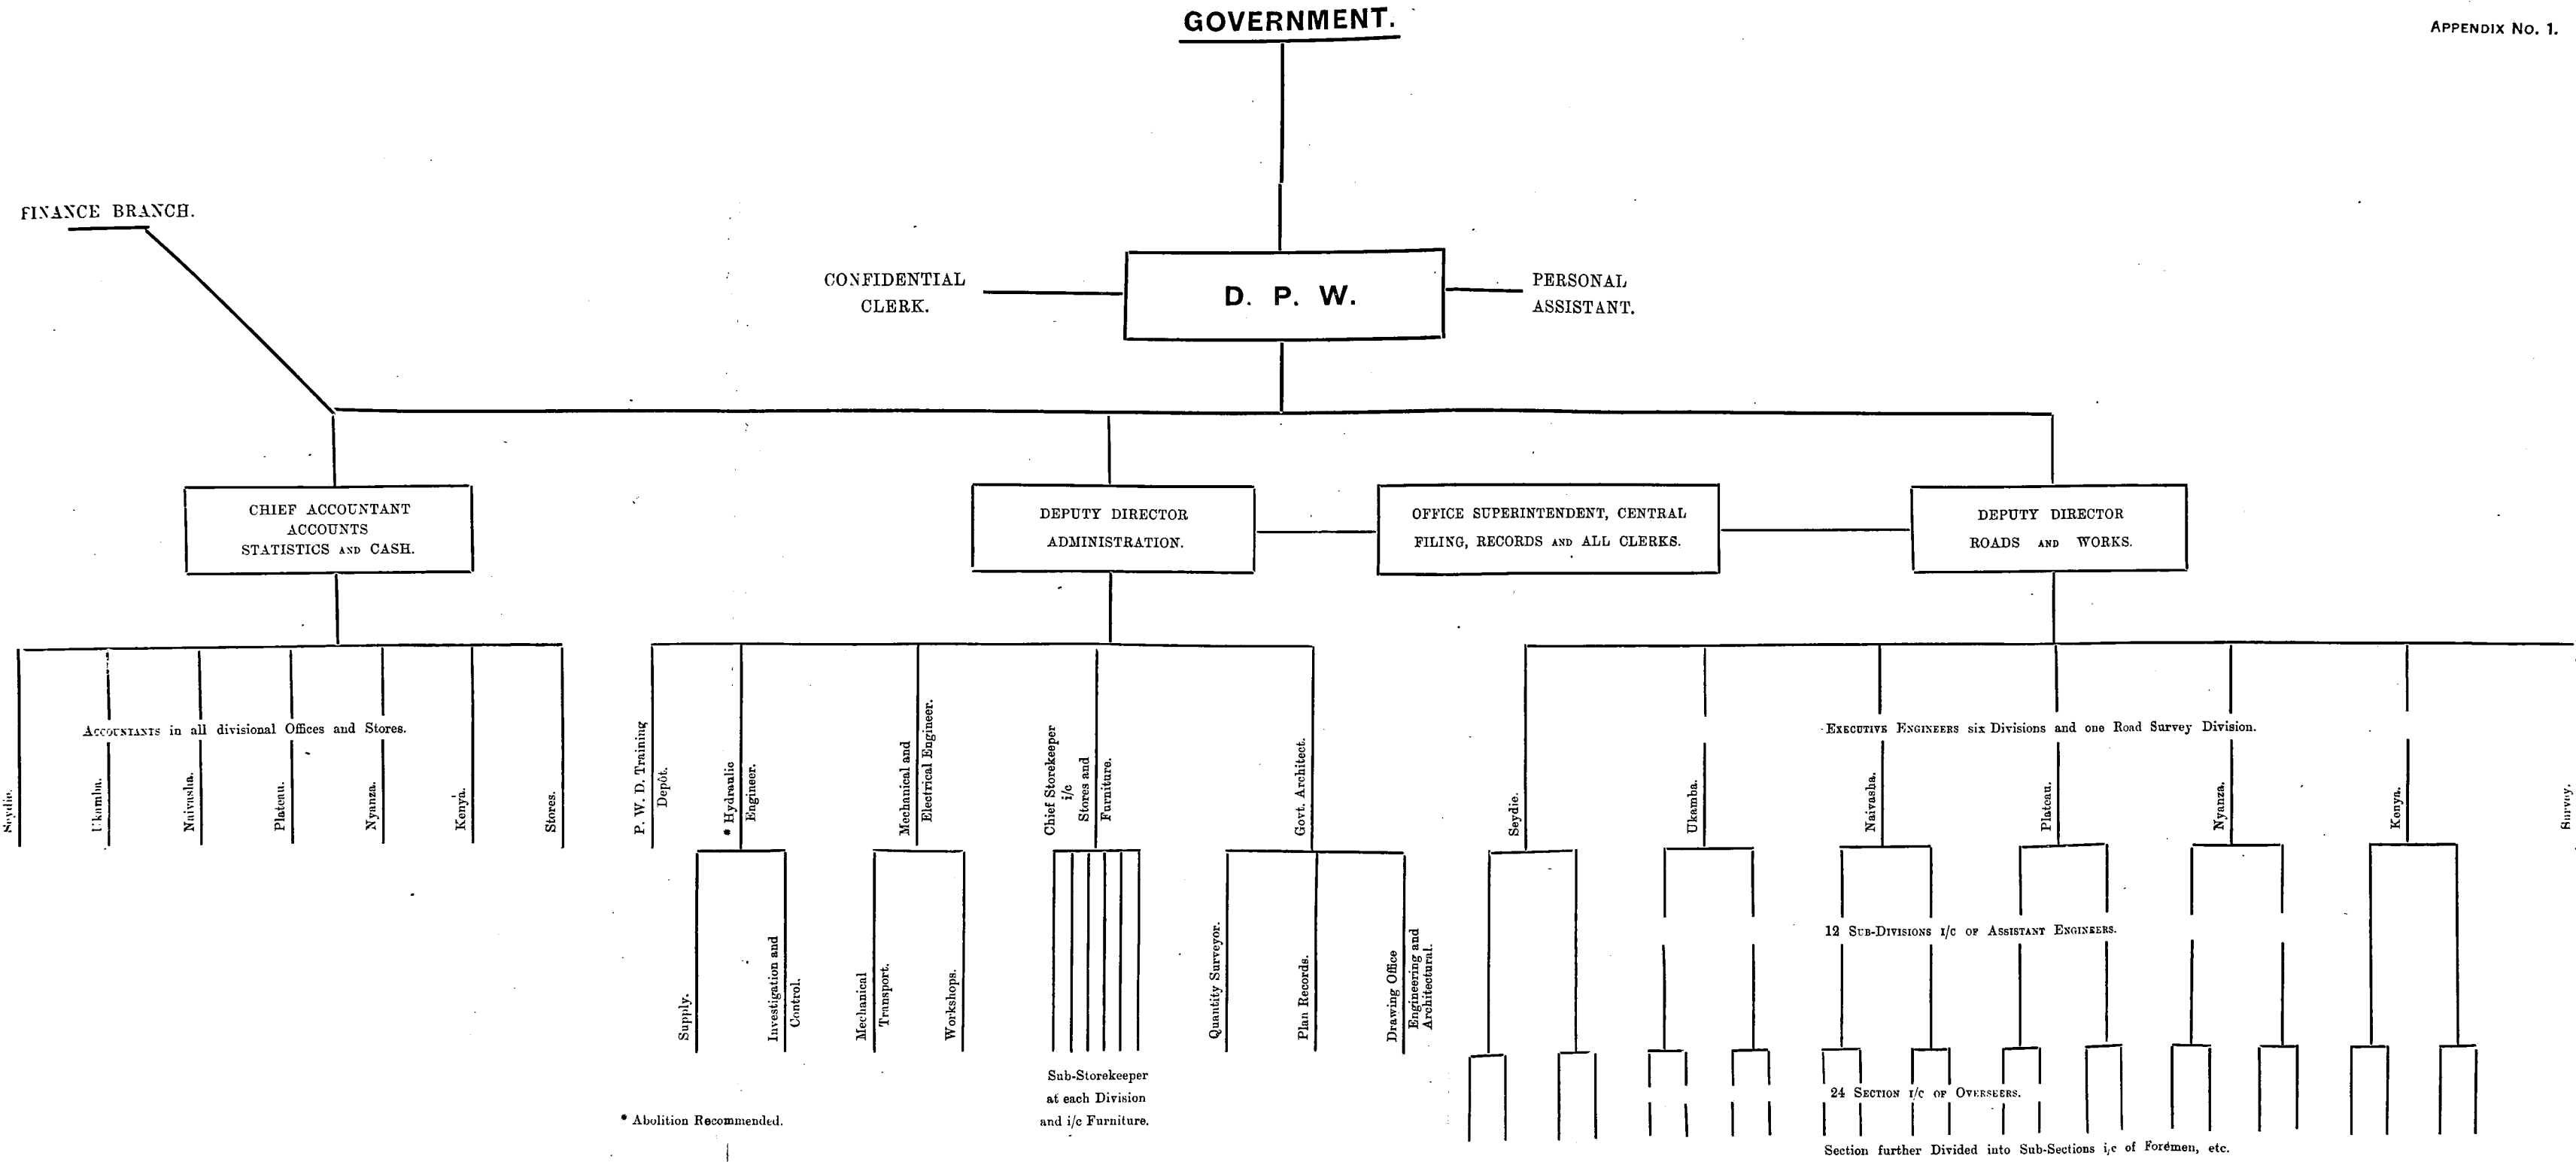 GOVERNMENT.
APPENDIX No. 1.
FINANCE BRANCH.
CONFIDENTIAL
CLERK.
D. P. W.
PERSONAL
ASSISTANT.
CHIEF ACCOUNTANT
ACCOUNTS
STATISTICS AND CASH.
DEPUTY DIRECTOR
ADMINISTRATION.
OFFICE SUPERINTENDENT, CENTRAL
FILING, RECORDS AND ALL CLERKS.
DEPUTY DIRECTOR
ROADS AND WORKS.
ACCOUNTANTS in all divisional Offices and Stores.
Seydie.
Ukamba.
Naivasha.
Plateau.
Nyanza.
Kenya.
Stores.
P. W. D. Training
Depôt.
* Hydraulic
Engineer.
Mechanical and
Electrical Engineer.
Chief Storekeeper
i/c
Stores and
Furniture.
Govt. Architect.
EXECUTIVE ENGINEERS six Divisions and one Road Survey Division.
Seydie.
Ukamba.
Naivasha.
Plateau.
Nyanza.
Kenya.
Survey.
Supply.
Investigation and
Control.
Mechanical
Transport.
Workshops.
Quantity Surveyor.
Plan Records.
Drawing Office
Engineering and
Architectural.
12 SUB-DIVISIONS I/C OF ASSISTANT ENGINEERS.
Sub-Storekeeper
at each Division
and i/c Furniture.
* Abolition Recommended.
24 SECTION I/C OF OVERSEERS.
Section further Divided into Sub-Sections i/c of Foremen, etc.